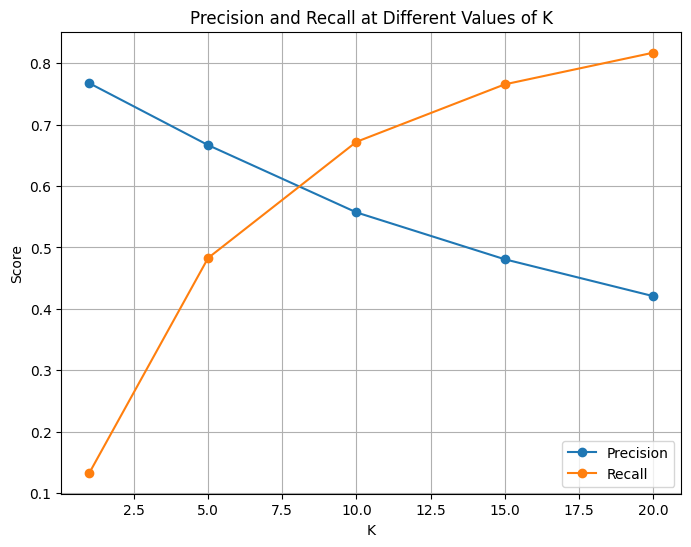 Precision and Recall at Different Values of K
0.8
0.7
0.6
0.5
0.4
0.3
0.2
0.1
Score
Precision
Recall
2.5 5.0 7.5 10.0 12.5 15.0 17.5 20.0
K